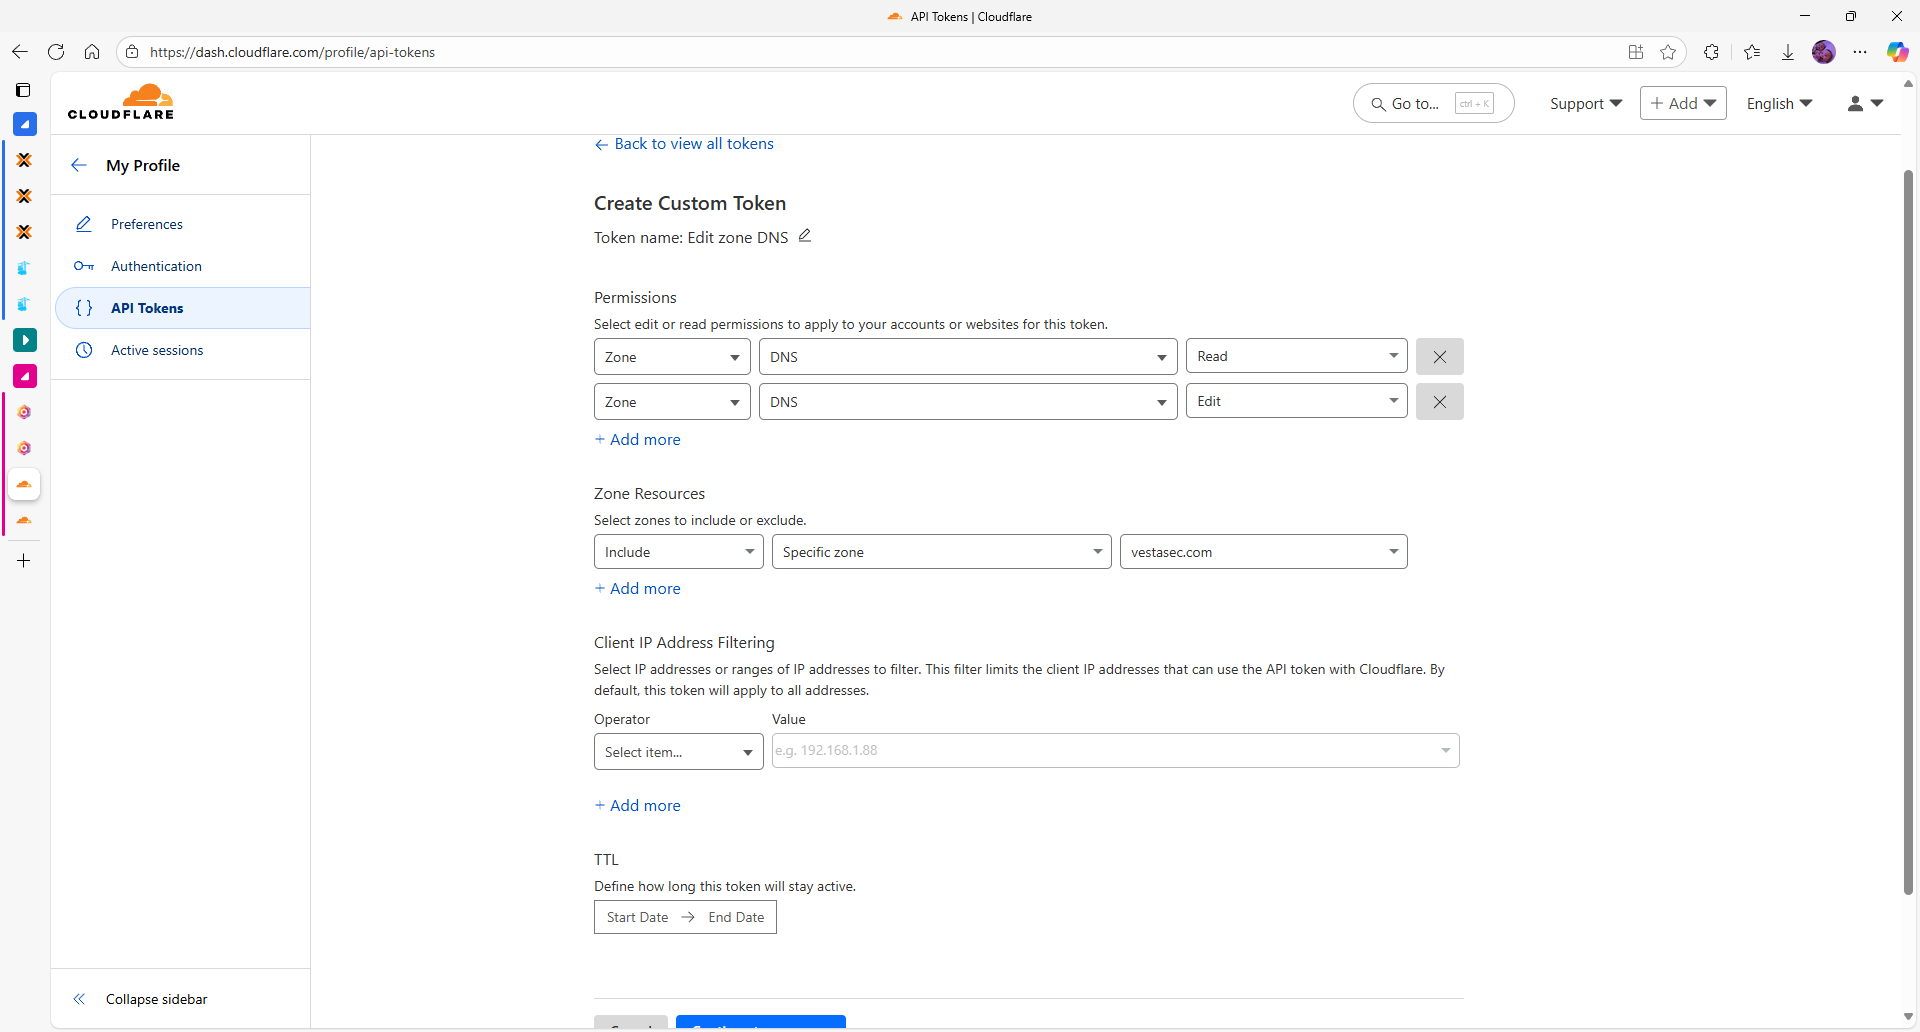 API Tokens | Cloudflare
https://dash.cloudflare.com/profile/api-tokens
CLOUDFLARE
Go to... ctrl + K
Support
+ Add
English
← Back to view all tokens
My Profile
Preferences
Authentication
API Tokens
Active sessions
Create Custom Token
Token name: Edit zone DNS
Permissions
Select edit or read permissions to apply to your accounts or websites for this token.
Zone DNS Read
Zone DNS Edit
+ Add more
Zone Resources
Select zones to include or exclude.
Include Specific zone vestasec.com
+ Add more
Client IP Address Filtering
Select IP addresses or ranges of IP addresses to filter. This filter limits the client IP addresses that can use the API token with Cloudflare. By
default, this token will apply to all addresses.
Operator Value
Select item... e.g. 192.168.1.88
+ Add more
TTL
Define how long this token will stay active.
Start Date → End Date
Collapse sidebar